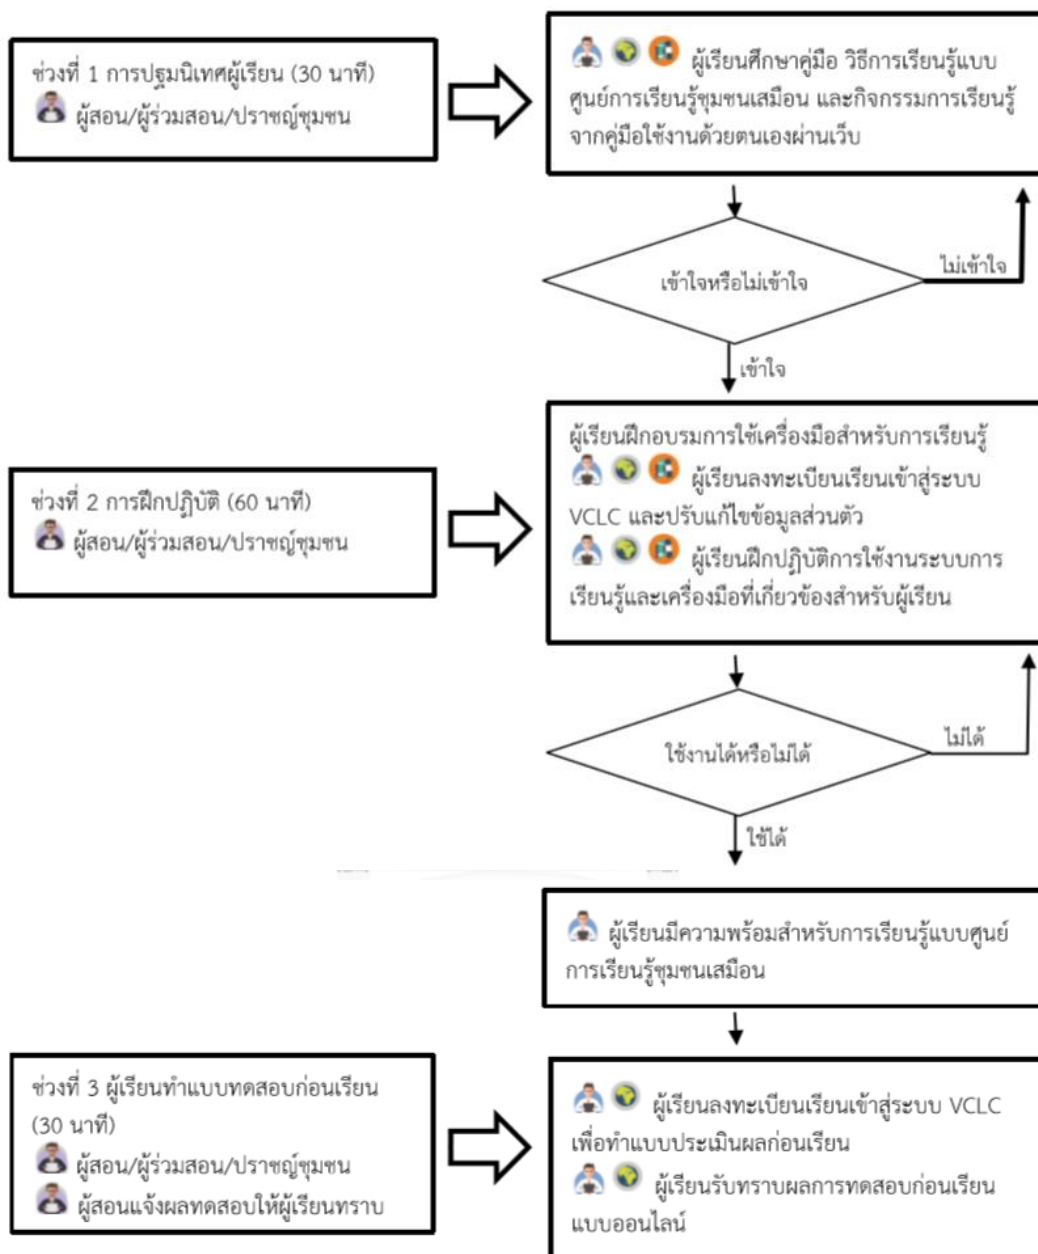 ช่วงที่ 1 การปฐมนิเทศผู้เรียน (30 นาที)
ผู้สอน/ผู้ร่วมสอน/ปราชญ์ชุมชน
ผู้เรียนศึกษาคู่มือ วิธีการเรียนรู้แบบ
ศูนย์การเรียนรู้ชุมชนเสมือน และกิจกรรมการเรียนรู้
จากคู่มือใช้งานด้วยตนเองผ่านเว็บ
เข้าใจหรือไม่เข้าใจ
ไม่เข้าใจ
เข้าใจ
ช่วงที่ 2 การฝึกปฏิบัติ (60 นาที)
ผู้สอน/ผู้ร่วมสอน/ปราชญ์ชุมชน
ผู้เรียนฝึกอบรมการใช้เครื่องมือสำหรับการเรียนรู้
ผู้เรียนลงทะเบียนเรียนเข้าสู่ระบบ
VCLC และปรับแก้ไขข้อมูลส่วนตัว
ผู้เรียนฝึกปฏิบัติการใช้งานระบบการ
เรียนรู้และเครื่องมือที่เกี่ยวข้องสำหรับผู้เรียน
ใช้งานได้หรือไม่ได้
ไม่ได้
ใช้ได้
ผู้เรียนมีความพร้อมสำหรับการเรียนรู้แบบศูนย์
การเรียนรู้ชุมชนเสมือน
ช่วงที่ 3 ผู้เรียนทำแบบทดสอบก่อนเรียน
(30 นาที)
ผู้สอน/ผู้ร่วมสอน/ปราชญ์ชุมชน
ผู้สอนแจ้งผลทดสอบให้ผู้เรียนทราบ
ผู้เรียนลงทะเบียนเรียนเข้าสู่ระบบ VCLC
เพื่อทำแบบประเมินผลก่อนเรียน
ผู้เรียนรับทราบผลการทดสอบก่อนเรียน
แบบออนไลน์